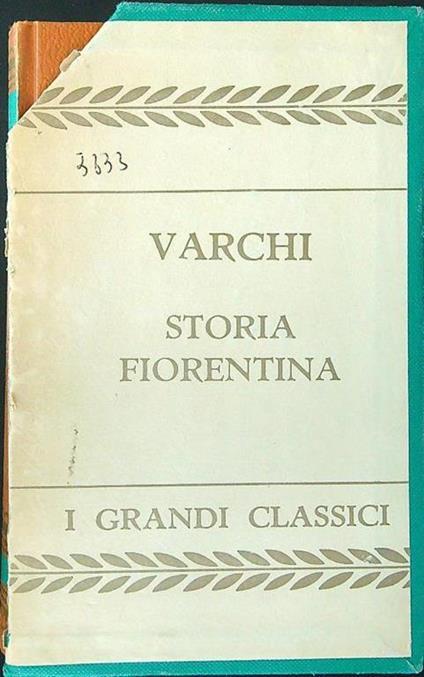 3333
VARCHI
STORIA
FIORENTINA
I GRANDI CLASSICI